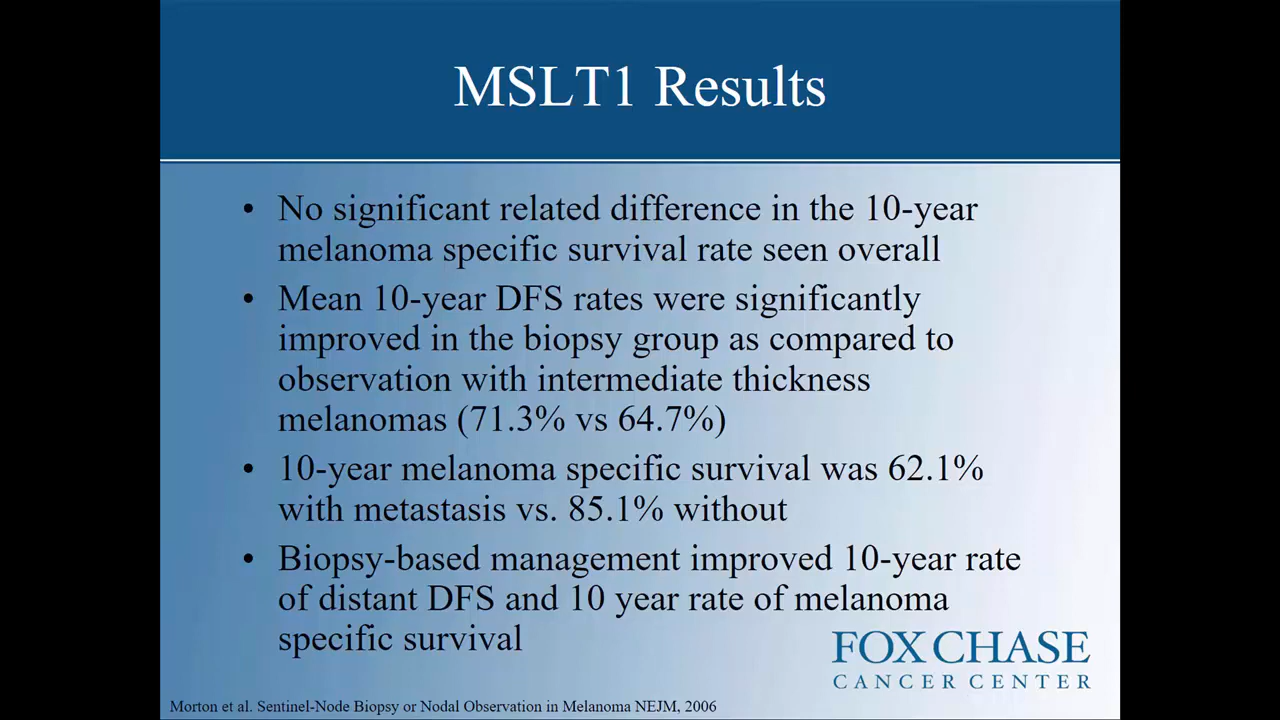 MSLT1 Results
• No significant related difference in the 10-year
melanoma specific survival rate seen overall
• Mean 10-year DFS rates were significantly
improved in the biopsy group as compared to
observation with intermediate thickness
melanomas (71.3% vs 64.7%)
• 10-year melanoma specific survival was 62.1%
with metastasis vs. 85.1% without
• Biopsy-based management improved 10-year rate
of distant DFS and 10 year rate of melanoma
specific survival
FOX CHASE
CANCER CENTER
Morton et al. Sentinel-Node Biopsy or Nodal Observation in Melanoma NEJM, 2006